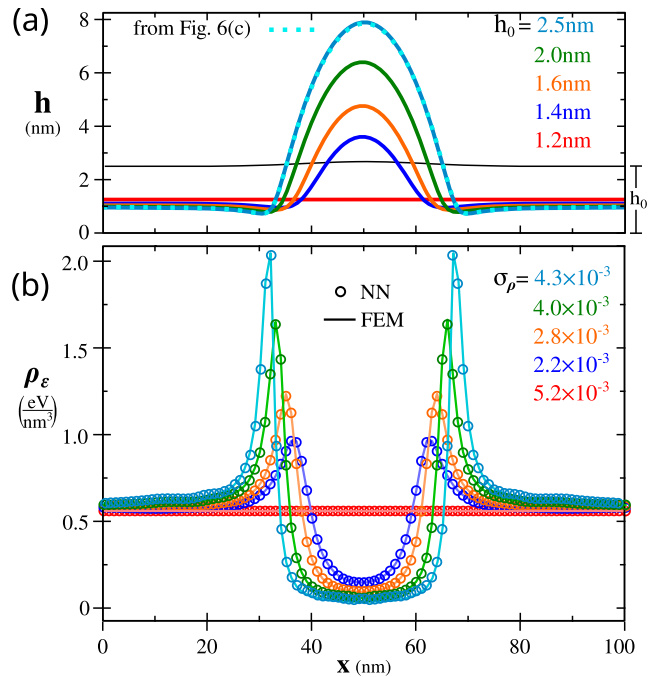 (a)
from Fig. 6(c)
h₀= 2.5nm
2.0nm
1.6nm
1.4nm
1.2nm
8
6
4
2
0
h
(nm)
h₀
(b)
NN
FEM
σρ= 4.3×10⁻³
4.0×10⁻³
2.8×10⁻³
2.2×10⁻³
5.2×10⁻³
2.0
1.5
1.0
0.5
0
ρε
(eV/nm³)
0 20 40 60 80 100
x (nm)